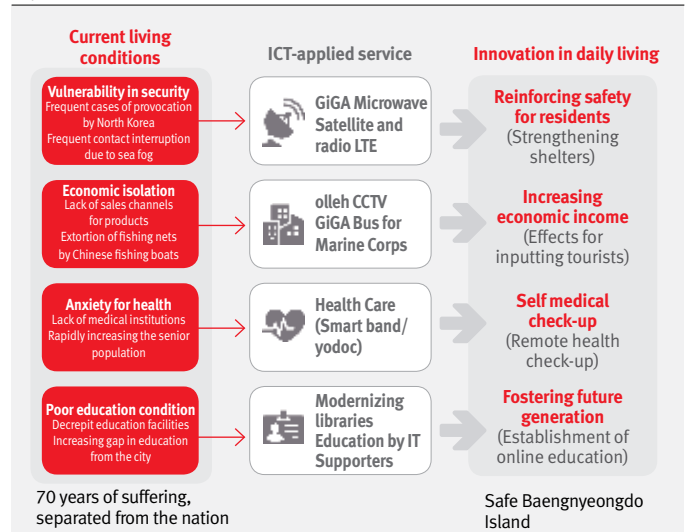 Current living
conditions
ICT-applied service
Innovation in daily living
Vulnerability in security
Frequent cases of provocation
by North Korea
Frequent contact interruption
due to sea fog
GiGA Microwave
Satellite and
radio LTE
Reinforcing safety
for residents
(Strengthening
shelters)
Economic isolation
Lack of sales channels
for products
Extortion of fishing nets
by Chinese fishing boats
olleh CCTV
GiGA Bus for
Marine Corps
Increasing
economic income
(Effects for
inputting tourists)
Anxiety for health
Lack of medical institutions
Rapidly increasing the senior
population
Health Care
(Smart band/
yodoc)
Self medical
check-up
(Remote health
check-up)
Poor education condition
Decrepit education facilities
Increasing gap in education
from the city
Modernizing
libraries
Education by IT
Supporters
Fostering future
generation
(Establishment of
online education)
70 years of suffering,
separated from the nation
Safe Baengnyeongdo
Island